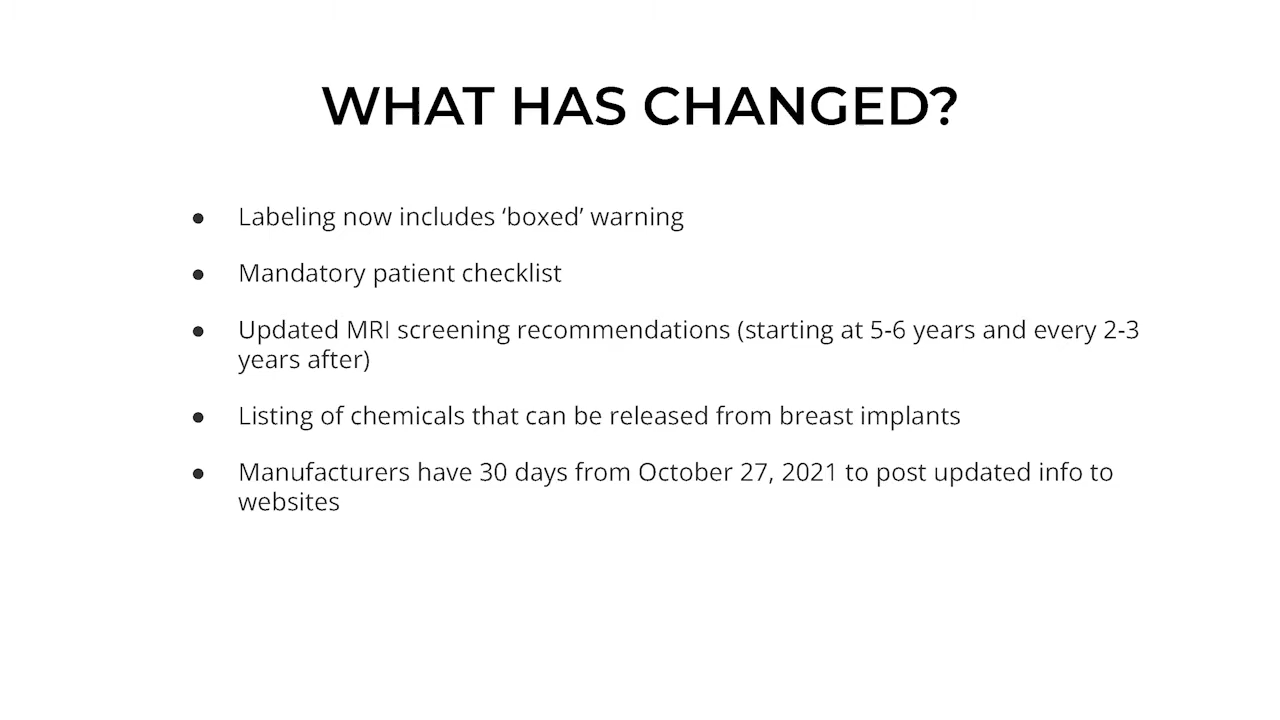 WHAT HAS CHANGED?
● Labeling now includes ‘boxed’ warning
● Mandatory patient checklist
● Updated MRI screening recommendations (starting at 5-6 years and every 2-3
years after)
● Listing of chemicals that can be released from breast implants
● Manufacturers have 30 days from October 27, 2021 to post updated info to
websites